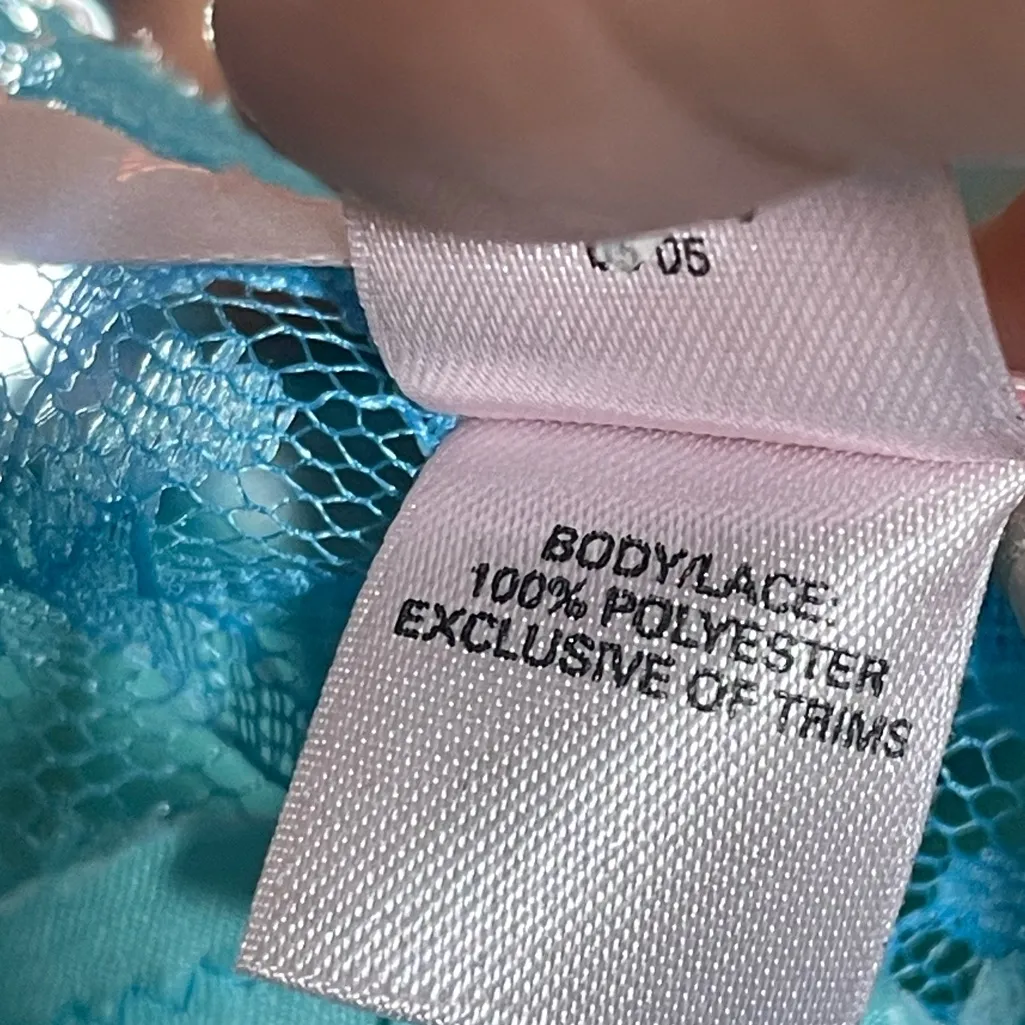 05
BODY/LACE:
100% POLYESTER
EXCLUSIVE OF TRIMS